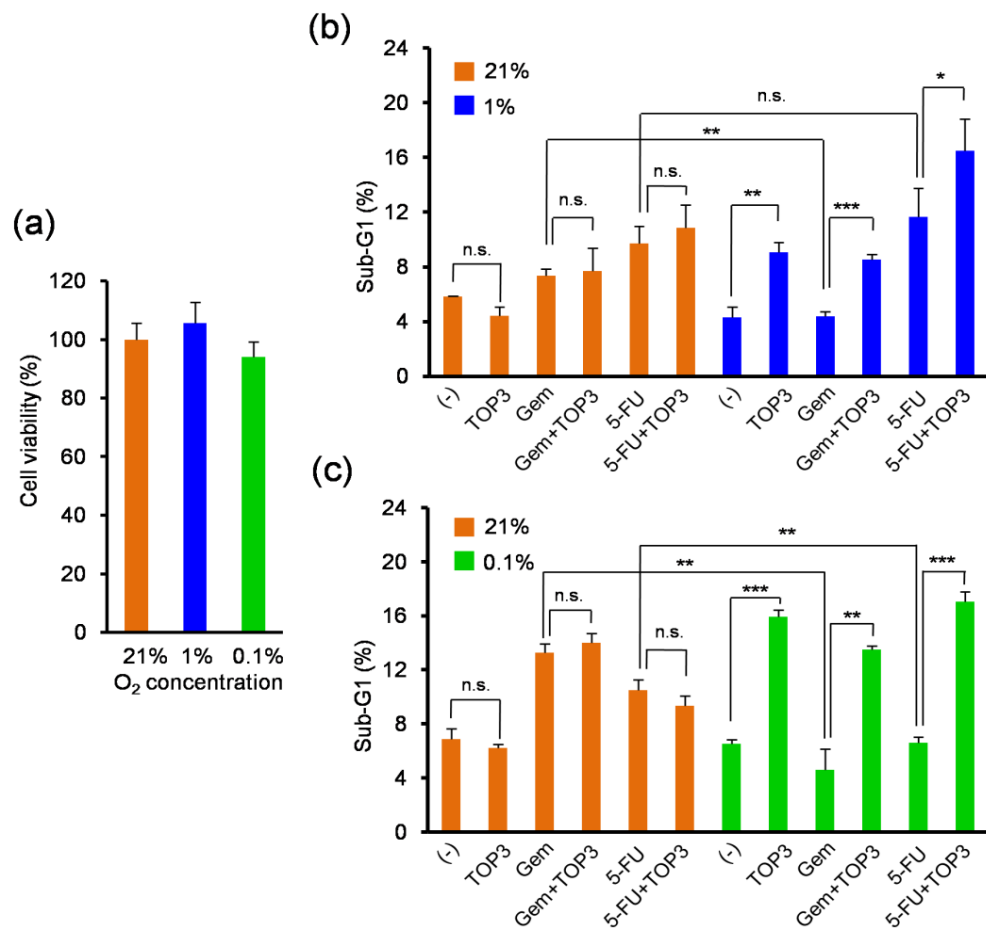 (a)
Cell viability (%)
120
100
80
60
40
20
0
21% 1% 0.1%
O₂ concentration
(b)
Sub-G1 (%)
24
20
16
12
8
4
0
21%
1%
n.s.
n.s.
n.s.
**
n.s.
**
***
*
(-)
TOP3
Gem
Gem+TOP3
5-FU
5-FU+TOP3
(-)
TOP3
Gem
Gem+TOP3
5-FU
5-FU+TOP3
(c)
Sub-G1 (%)
24
20
16
12
8
4
0
21%
0.1%
n.s.
n.s.
n.s.
**
**
***
**
***
(-)
TOP3
Gem
Gem+TOP3
5-FU
5-FU+TOP3
(-)
TOP3
Gem
Gem+TOP3
5-FU
5-FU+TOP3